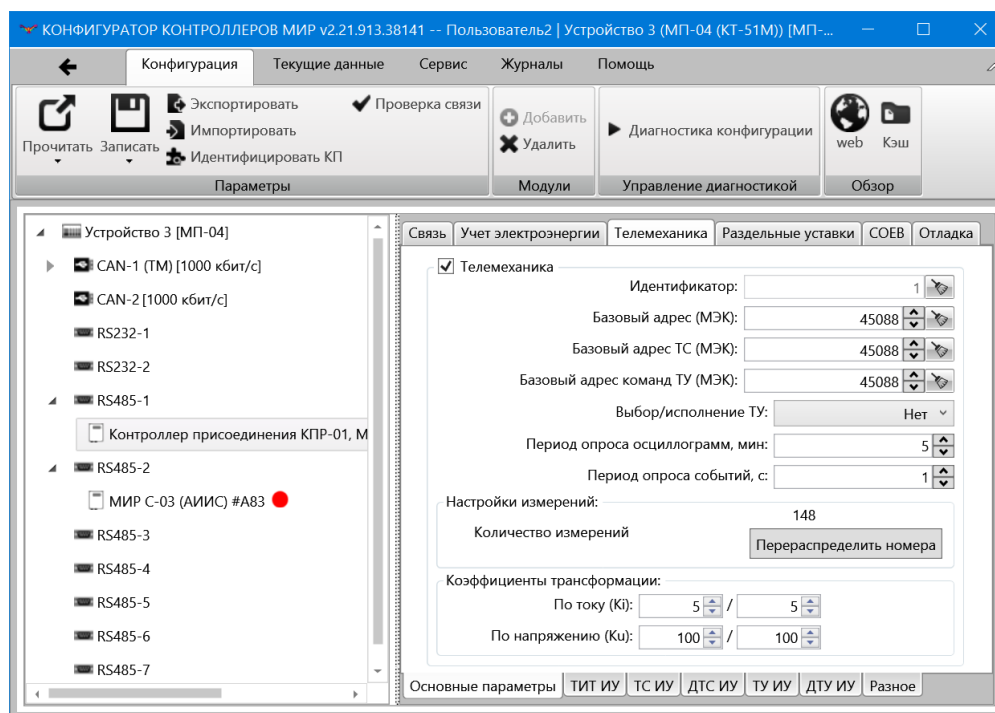 КОНФИГУРАТОР КОНТРОЛЛЕРОВ МИР v2.21.913.38141 -- Пользователь2 | Устройство 3 (МП-04 (КТ-51М)) [МП-...
Конфигурация Текущие данные Сервис Журналы Помощь
Прочитать Записать
Экспортировать
Импортировать
Идентифицировать КП
Проверка связи
Параметры
Добавить
Удалить
Модули
Диагностика конфигурации
Управление диагностикой
web Кэш
Обзор
Устройство 3 [МП-04]
CAN-1 (ТМ) [1000 кбит/с]
CAN-2 [1000 кбит/с]
RS232-1
RS232-2
RS485-1
Контроллер присоединения КПР-01, М
RS485-2
МИР С-03 (АИИС) #A83
RS485-3
RS485-4
RS485-5
RS485-6
RS485-7
Связь Учет электроэнергии Телемеханика Раздельные уставки СОЕВ Отладка
Телемеханика
Идентификатор: 1
Базовый адрес (МЭК): 45088
Базовый адрес ТС (МЭК): 45088
Базовый адрес команд ТУ (МЭК): 45088
Выбор/исполнение ТУ: Нет
Период опроса осциллограмм, мин: 5
Период опроса событий, с: 1
Настройки измерений:
Количество измерений 148
Перераспределить номера
Коэффициенты трансформации:
По току (Ki): 5 / 5
По напряжению (Ku): 100 / 100
Основные параметры ТИТ ИУ ТС ИУ ДТС ИУ ТУ ИУ ДТУ ИУ Разное